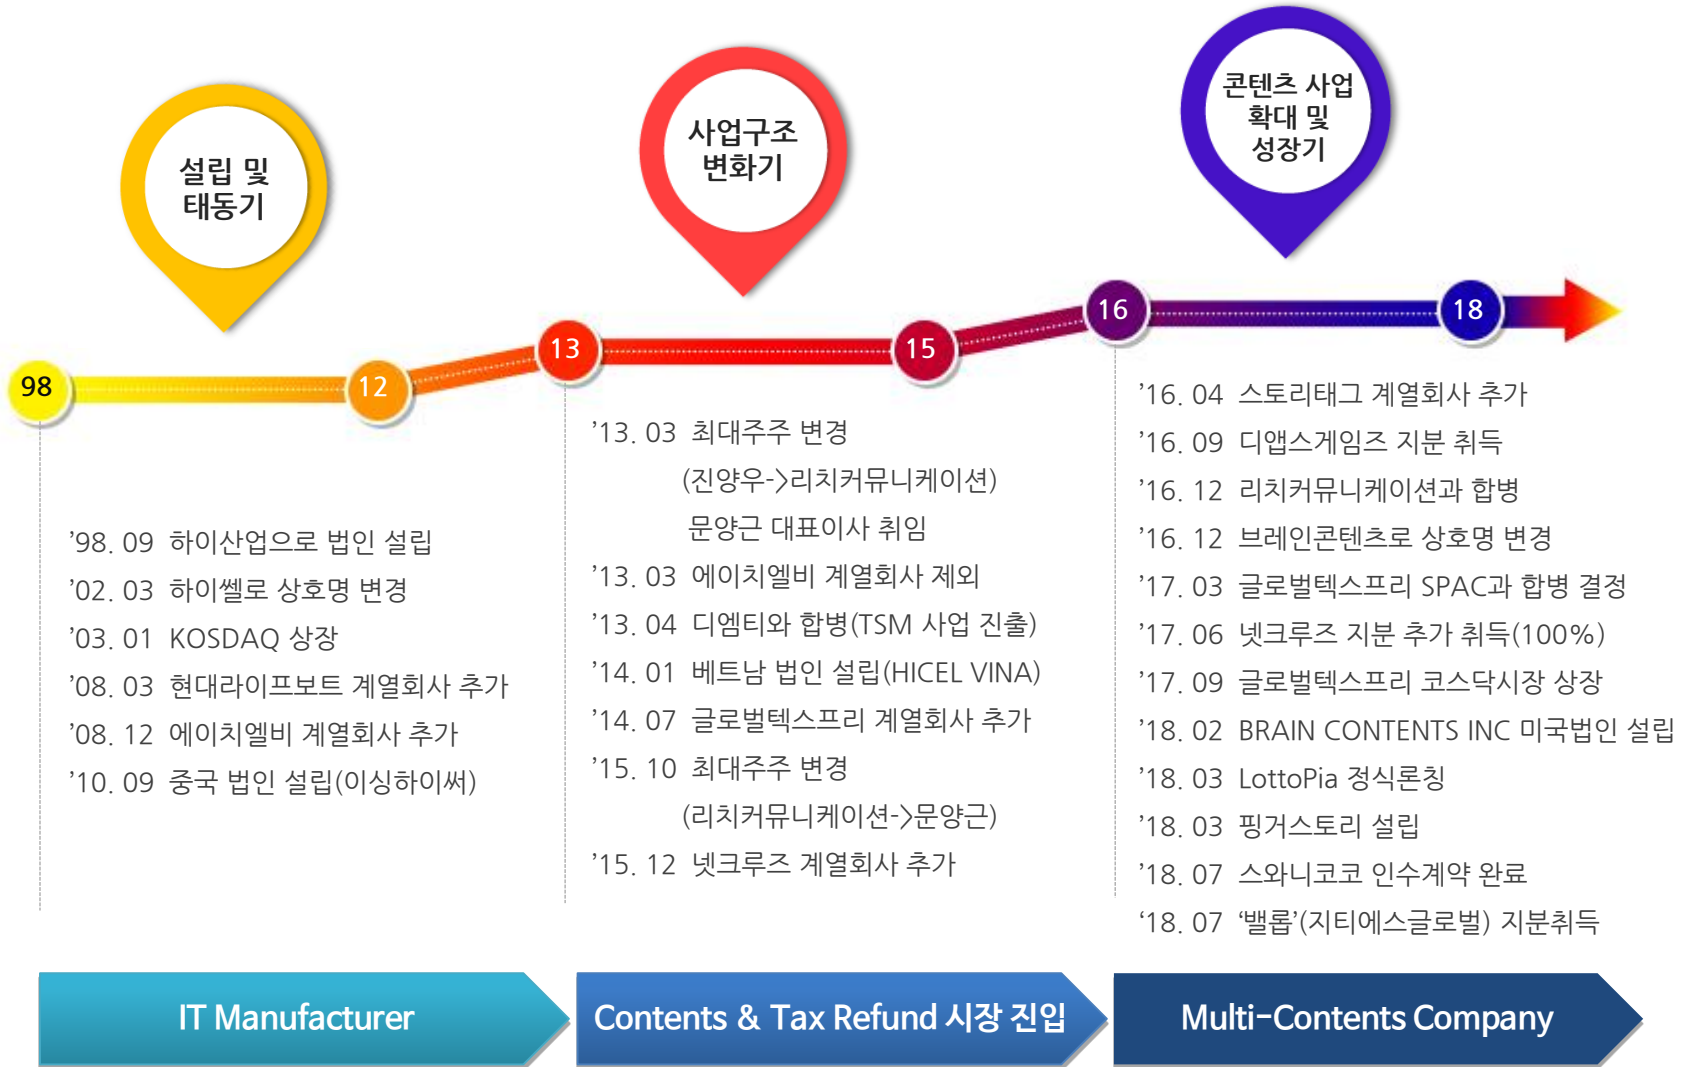 설립 및
태동기
사업구조
변화기
콘텐츠 사업
확대 및
성장기
98
12
13
15
16
18
’98. 09 하이산업으로 법인 설립
’02. 03 하이쎌로 상호명 변경
’03. 01 KOSDAQ 상장
’08. 03 현대라이프보트 계열회사 추가
’08. 12 에이치엘비 계열회사 추가
’10. 09 중국 법인 설립(이싱하이써)
’13. 03 최대주주 변경
(진양우->리치커뮤니케이션)
문양근 대표이사 취임
’13. 03 에이치엘비 계열회사 제외
’13. 04 디엠티와 합병(TSM 사업 진출)
’14. 01 베트남 법인 설립(HICEL VINA)
’14. 07 글로벌텍스프리 계열회사 추가
’15. 10 최대주주 변경
(리치커뮤니케이션->문양근)
’15. 12 넷크루즈 계열회사 추가
’16. 04 스토리태그 계열회사 추가
’16. 09 디앱스게임즈 지분 취득
’16. 12 리치커뮤니케이션과 합병
’16. 12 브레인콘텐츠로 상호명 변경
’17. 03 글로벌텍스프리 SPAC과 합병 결정
’17. 06 넷크루즈 지분 추가 취득(100%)
’17. 09 글로벌텍스프리 코스닥시장 상장
’18. 02 BRAIN CONTENTS INC 미국법인 설립
’18. 03 LottoPia 정식론칭
’18. 03 핑거스토리 설립
’18. 07 스와니코코 인수계약 완료
‘18. 07 ‘밸롭’(지티에스글로벌) 지분취득
IT Manufacturer
Contents & Tax Refund 시장 진입
Multi-Contents Company